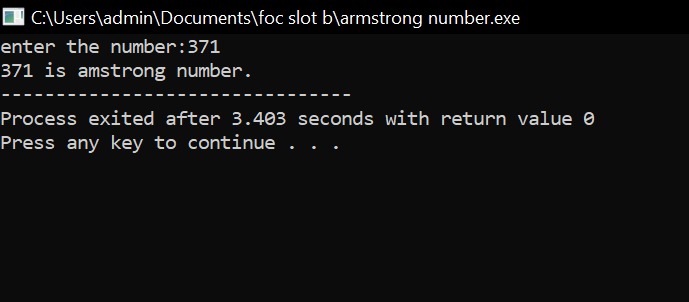 C:\Users\admin\Documents\foc slot b\armstrong number.exe
enter the number:371
371 is amstrong number.
--------------------------------
Process exited after 3.403 seconds with return value 0
Press any key to continue . . .